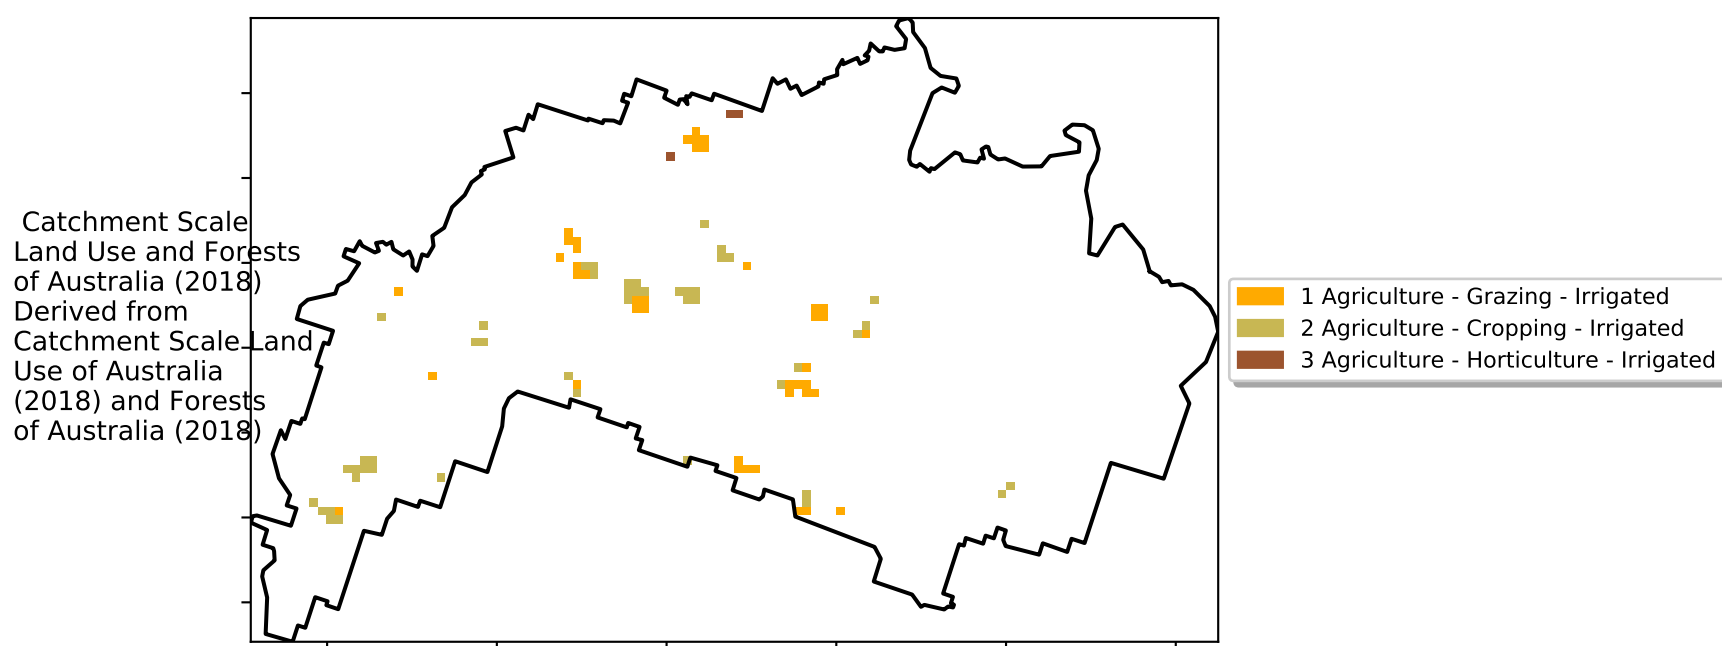 Catchment Scale
Land Use and Forests
of Australia (2018)
Derived from
Catchment Scale Land
Use of Australia
(2018) and Forests
of Australia (2018)
1 Agriculture - Grazing - Irrigated
2 Agriculture - Cropping - Irrigated
3 Agriculture - Horticulture - Irrigated